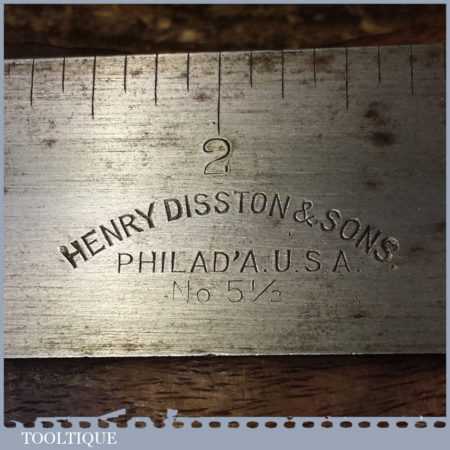 2
HENRY DISSTON & SONS.
PHILAD'A. U.S.A.
No 5½
TOOLTIQUE